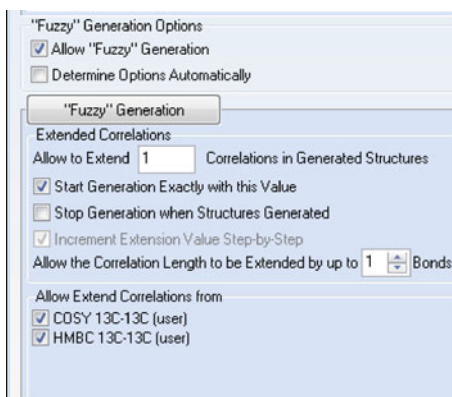 "Fuzzy" Generation Options
Allow "Fuzzy" Generation
Determine Options Automatically
"Fuzzy" Generation
Extended Correlations
Allow to Extend 1 Correlations in Generated Structures
Start Generation Exactly with this Value
Stop Generation when Structures Generated
Increment Extension Value Step-by-Step
Allow the Correlation Length to be Extended by up to 1 Bonds
Allow Extend Correlations from
COSY 13C-13C (user)
HMBC 13C-13C (user)